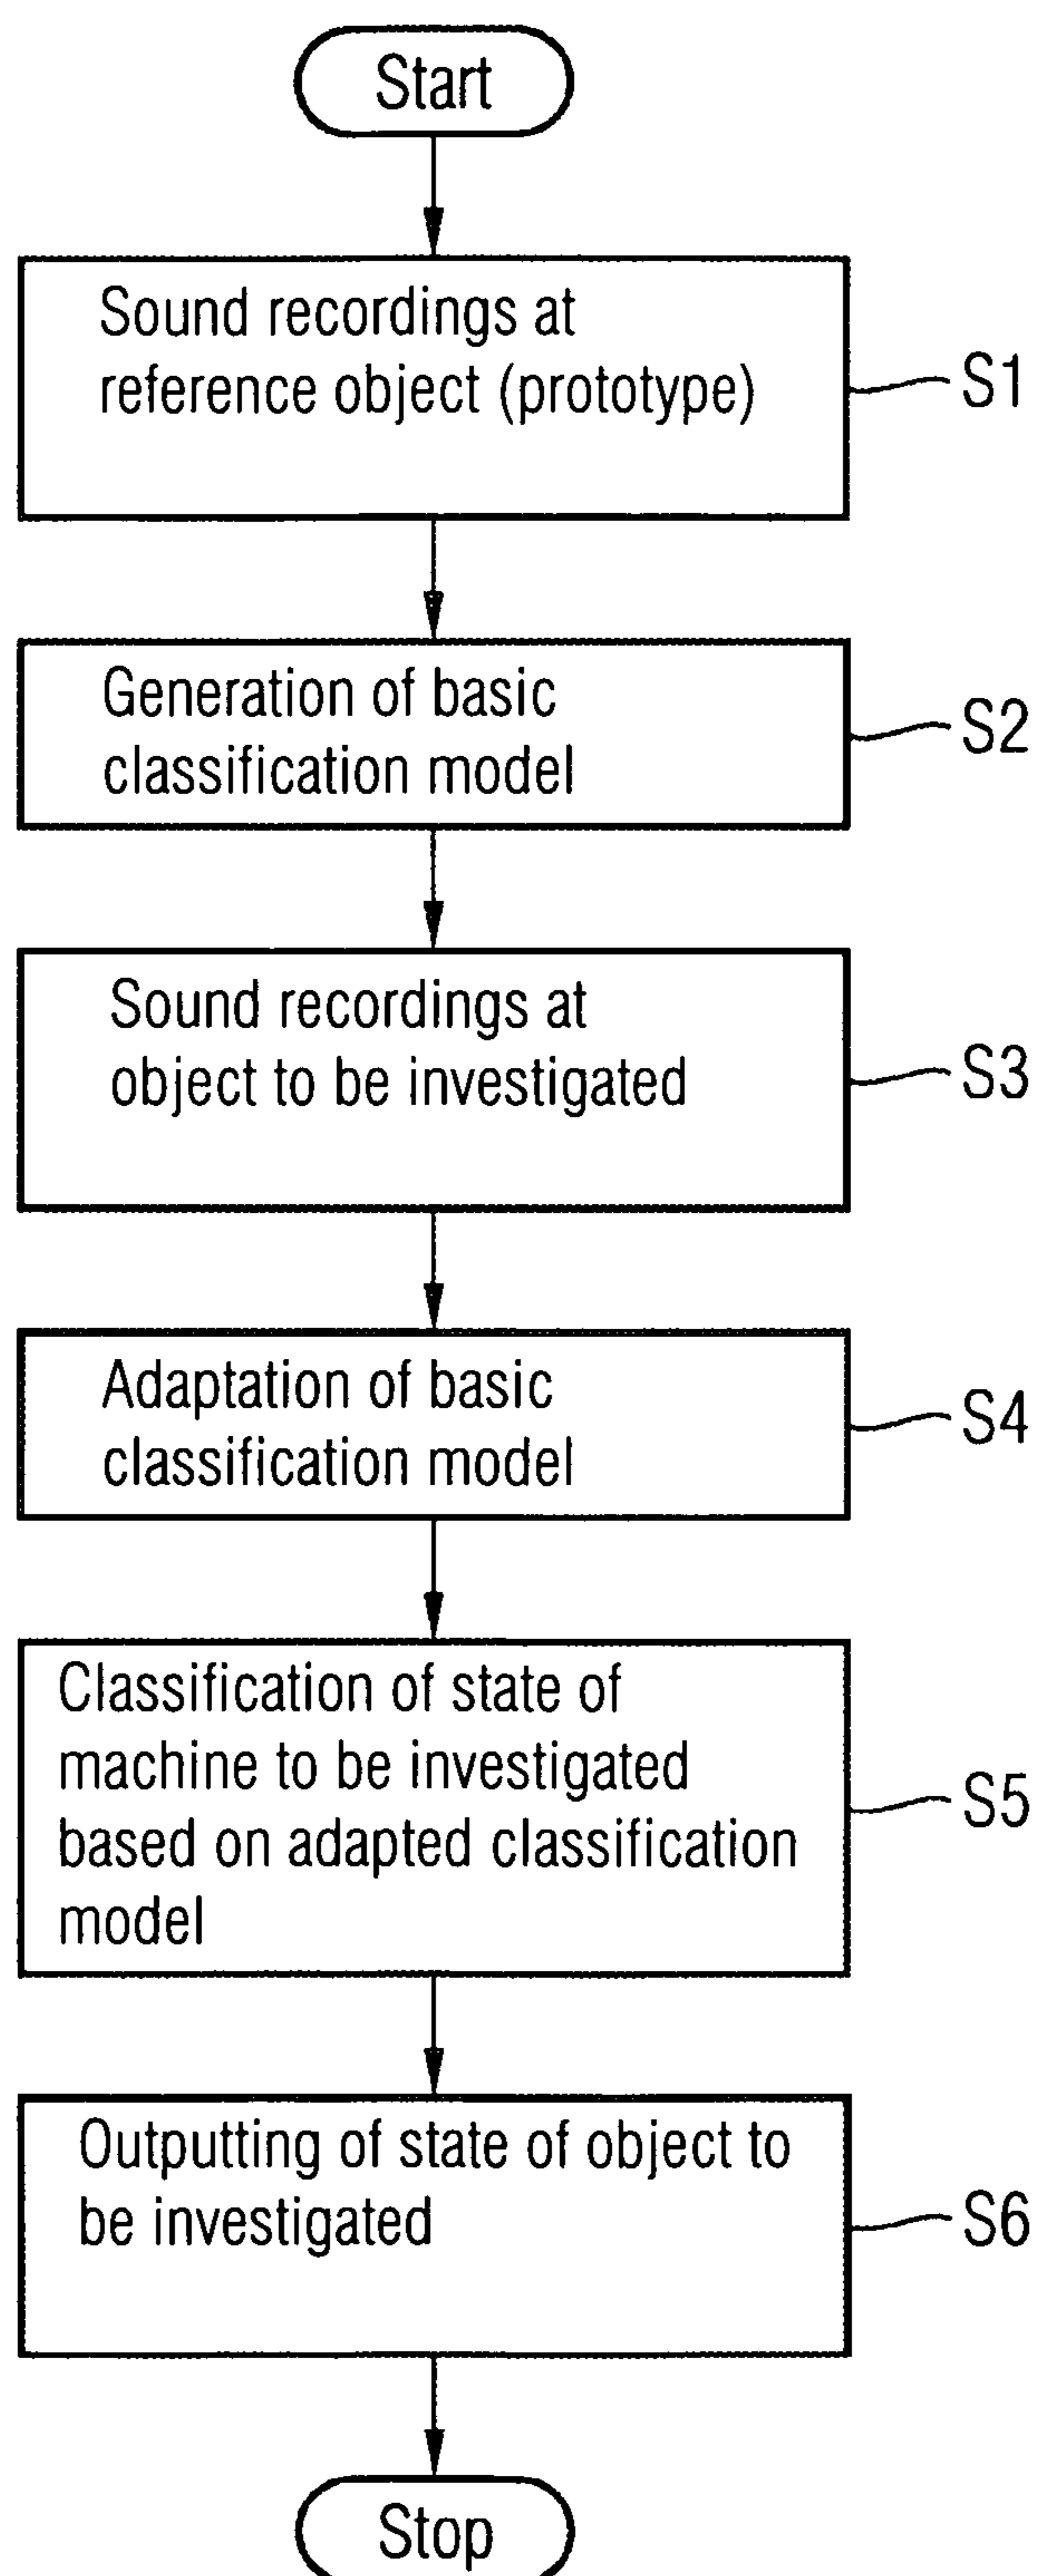 Start
Sound recordings at
reference object (prototype)
S1
Generation of basic
classification model
S2
Sound recordings at
object to be investigated
S3
Adaptation of basic
classification model
S4
Classification of state of
machine to be investigated
based on adapted classification
model
S5
Outputting of state of object to
be investigated
S6
Stop